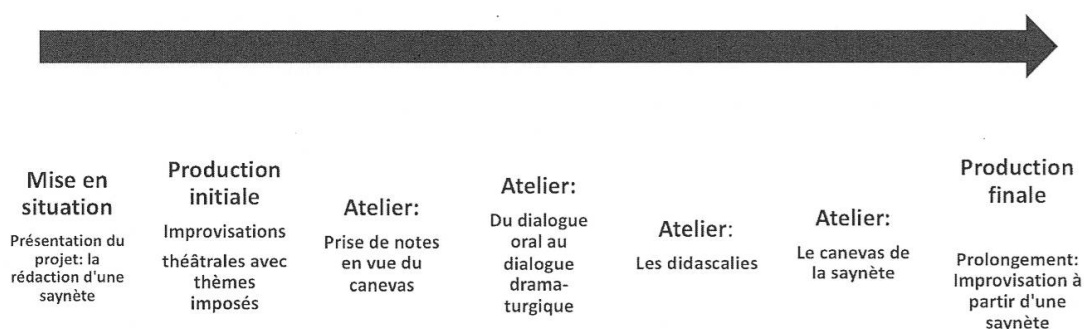 Mise en
situation
Présentation du
projet: la
rédaction d'une
saynète
Production
initiale
Improvisations
théâtrales avec
thèmes
imposés
Atelier:
Prise de notes
en vue du
canevas
Atelier:
Du dialogue
oral au
dialogue
drama-
turgique
Atelier:
Les didascalies
Atelier:
Le canevas de
la saynète
Production
finale
Prolongement:
Improvisation à
partir d'une
saynète